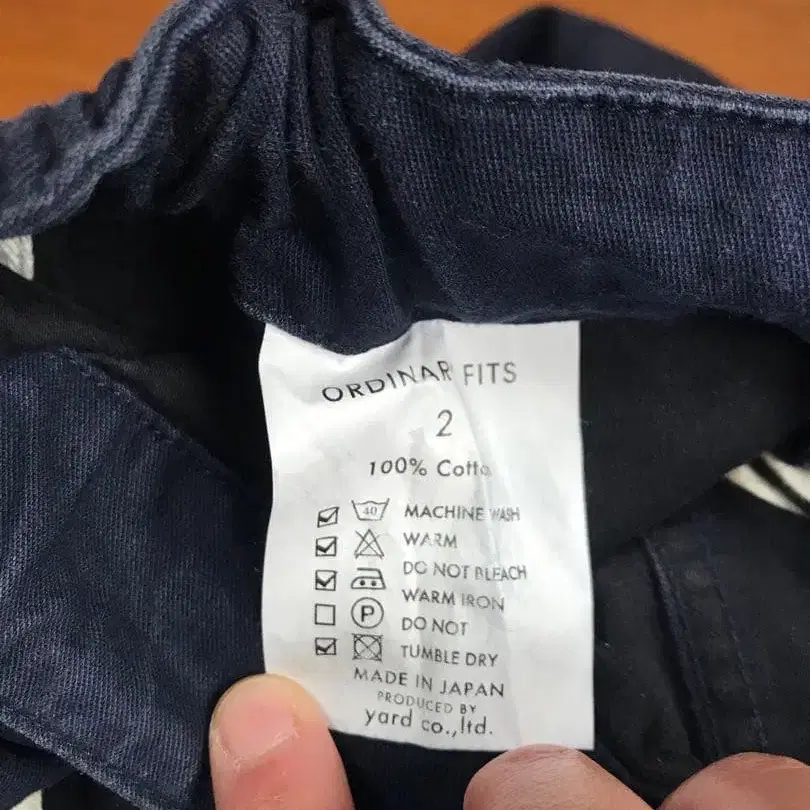 ORDINAR FITS
2
100% Cotto
40 MACHINE WASH
WARM
DO NOT BLEACH
WARM IRON
P DO NOT
TUMBLE DRY
MADE IN JAPAN
PRODUCED BY
yard co.,ltd.